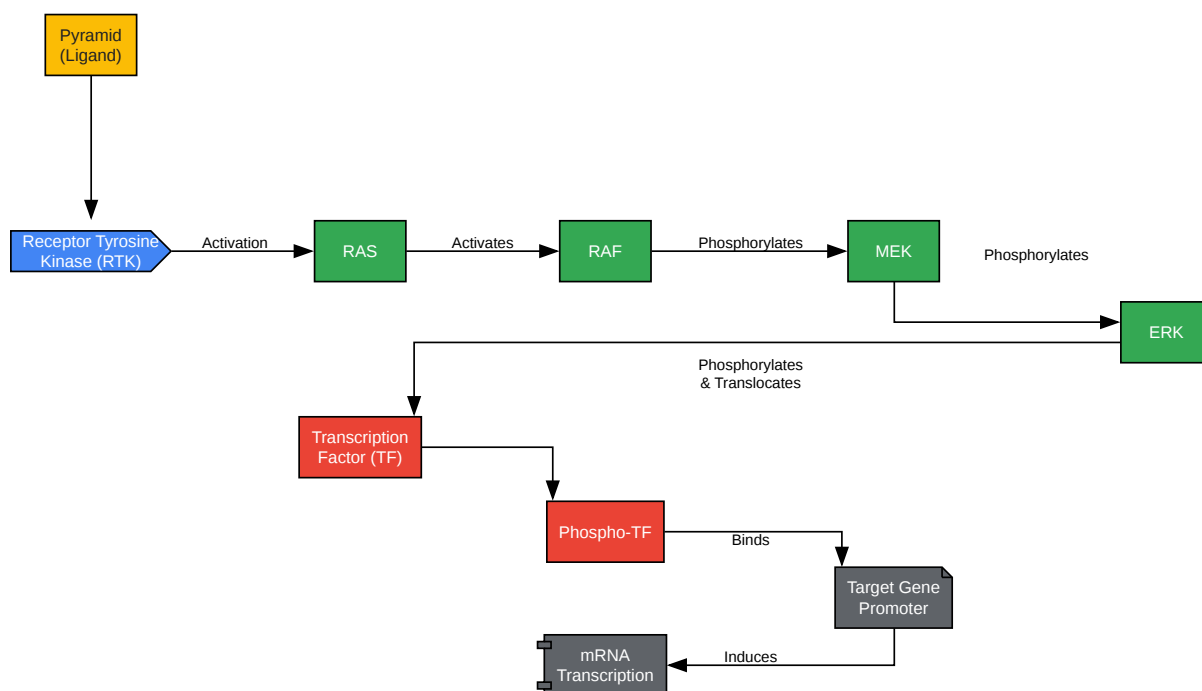 Pyramid
(Ligand)
Receptor Tyrosine
Kinase (RTK)
Activation
RAS
Activates
RAF
Phosphorylates
MEK
Phosphorylates
ERK
Phosphorylates
& Translocates
Transcription
Factor (TF)
Phospho-TF
Binds
Target Gene
Promoter
Induces
mRNA
Transcription